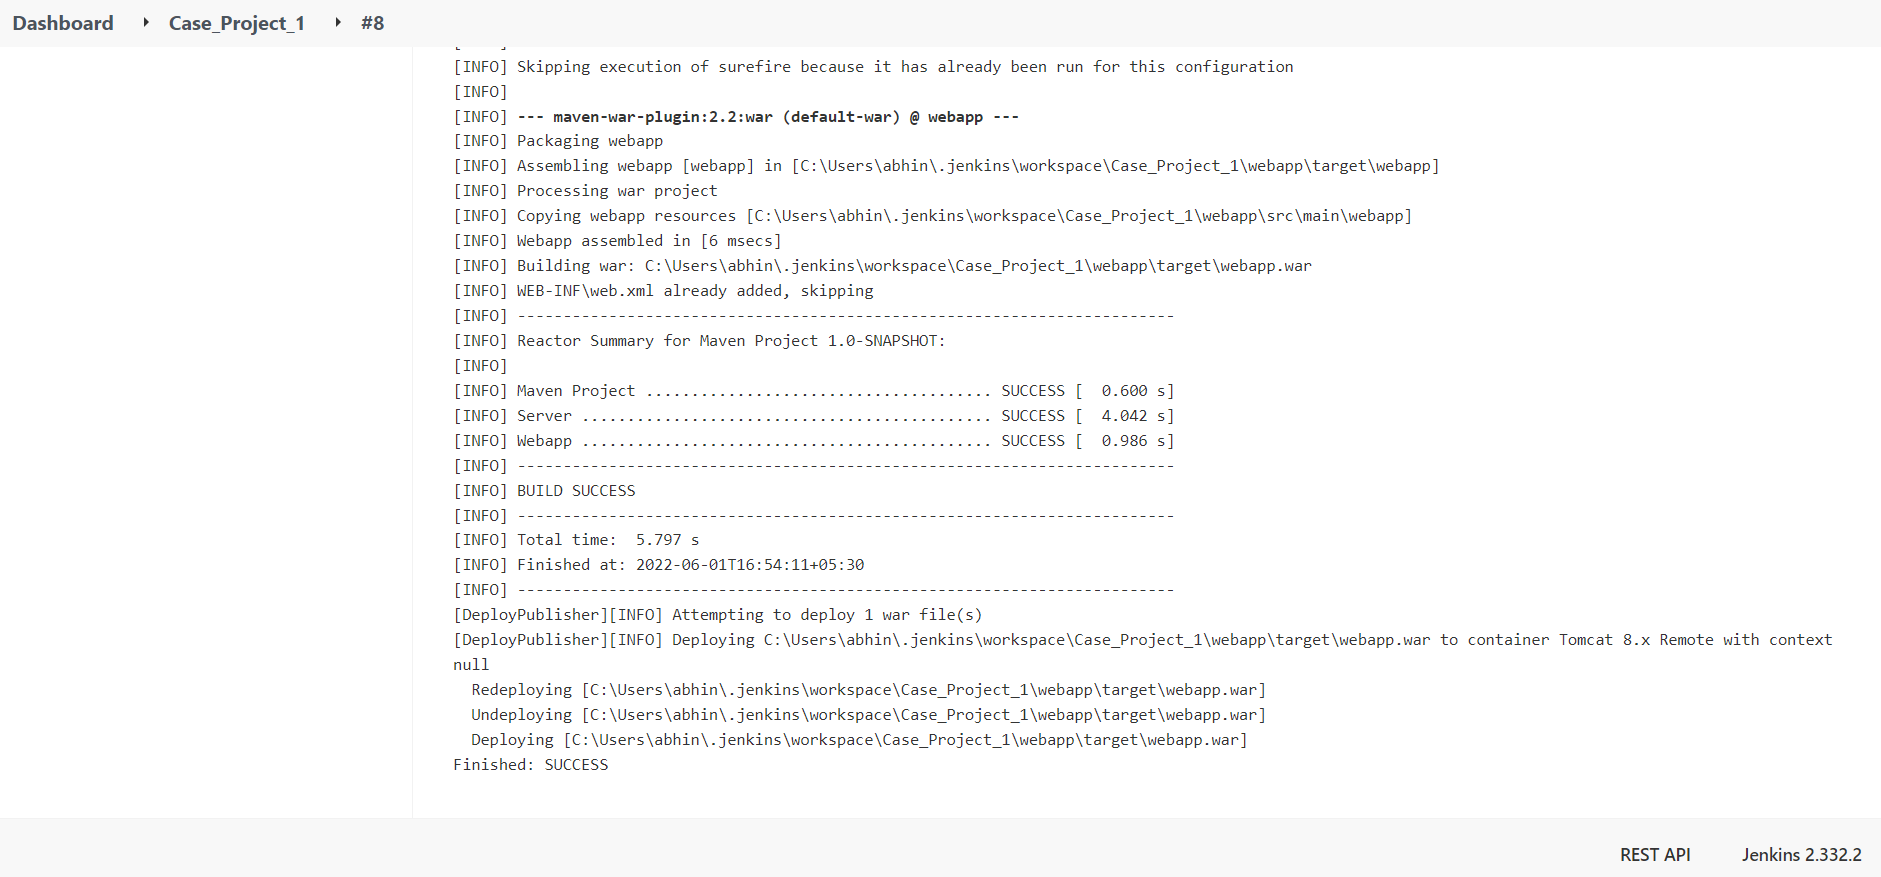 Dashboard Case_Project_1 #8
[INFO] Skipping execution of surefire because it has already been run for this configuration
[INFO]
[INFO] --- maven-war-plugin:2.2:war (default-war) @ webapp ---
[INFO] Packaging webapp
[INFO] Assembling webapp [webapp] in [C:\Users\abhin\.jenkins\workspace\Case_Project_1\webapp\target\webapp]
[INFO] Processing war project
[INFO] Copying webapp resources [C:\Users\abhin\.jenkins\workspace\Case_Project_1\webapp\src\main\webapp]
[INFO] Webapp assembled in [6 msecs]
[INFO] Building war: C:\Users\abhin\.jenkins\workspace\Case_Project_1\webapp\target\webapp.war
[INFO] WEB-INF\web.xml already added, skipping
[INFO] ------------------------------------------------------------------------
[INFO] Reactor Summary for Maven Project 1.0-SNAPSHOT:
[INFO]
[INFO] Maven Project ...................................... SUCCESS [  0.600 s]
[INFO] Server ............................................. SUCCESS [  4.042 s]
[INFO] Webapp ............................................. SUCCESS [  0.986 s]
[INFO] ------------------------------------------------------------------------
[INFO] BUILD SUCCESS
[INFO] ------------------------------------------------------------------------
[INFO] Total time:  5.797 s
[INFO] Finished at: 2022-06-01T16:54:11+05:30
[INFO] ------------------------------------------------------------------------
[DeployPublisher][INFO] Attempting to deploy 1 war file(s)
[DeployPublisher][INFO] Deploying C:\Users\abhin\.jenkins\workspace\Case_Project_1\webapp\target\webapp.war to container Tomcat 8.x Remote with context
null
  Redeploying [C:\Users\abhin\.jenkins\workspace\Case_Project_1\webapp\target\webapp.war]
  Undeploying [C:\Users\abhin\.jenkins\workspace\Case_Project_1\webapp\target\webapp.war]
  Deploying [C:\Users\abhin\.jenkins\workspace\Case_Project_1\webapp\target\webapp.war]
Finished: SUCCESS
REST API Jenkins 2.332.2